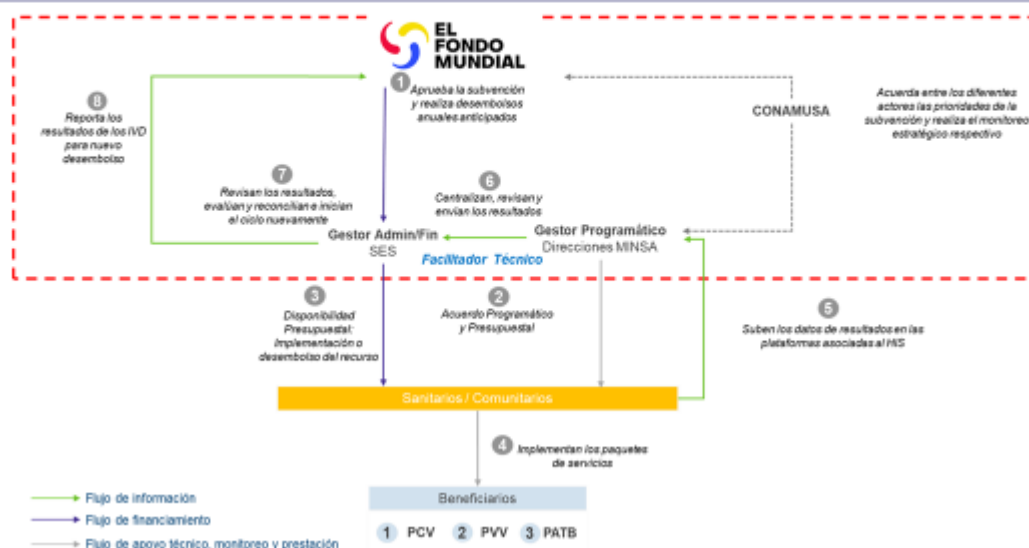 EL
FONDO
MUNDIAL
1
Aprueba la subvención
y realiza desembolsos
anuales anticipados
8
Reporta los
resultados de los IVD
para nuevo
desembolso
CONAMUSA
Acuerda entre los diferentes
actores las prioridades de la
subvención y realiza el monitoreo
estratégico respectivo
7
Revisan los resultados,
evalúan y reconcilian e inician
el ciclo nuevamente
6
Centralizan, revisan y
envían los resultados
Gestor Admin/Fin
SES
Gestor Programático
Direcciones MINSA
Facilitador Técnico
3
Disponibilidad
Presupuestal:
Implementación o
desembolso del recurso
2
Acuerdo Programático
y Presupuestal
5
Suben los datos de resultados en las
plataformas asociadas al HIS
Sanitarios / Comunitarios
4
Implementan los paquetes
de servicios
Beneficiarios
1 PCV 2 PVV 3 PATB
Flujo de información
Flujo de financiamiento
Flujo de apoyo técnico, monitoreo y prestación